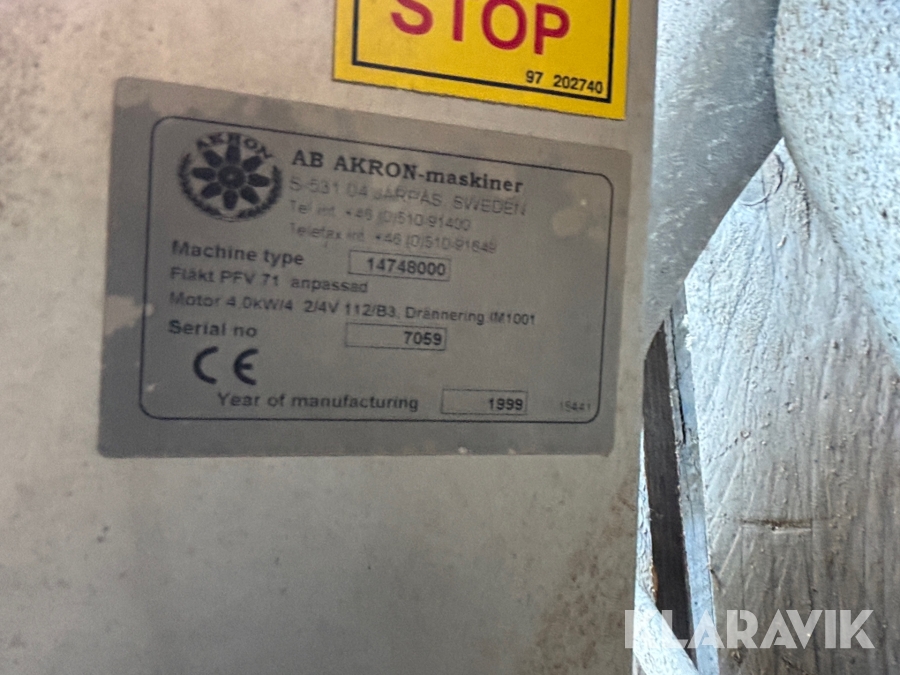 STOP
97 202740
AKRON
AB AKRON-maskiner
S-531 04 JÄRPÅS, SWEDEN
Tel int. +46 (0)510-91400
Telefax int. +46 (0)510-91649
Machine type 14748000
Fläkt PFV 71 anpassad
Motor 4,0kW/4 2/4V 112/B3, Drännering IM1001
Serial no 7059
CE
Year of manufacturing 1999 15441
KLARAVIK